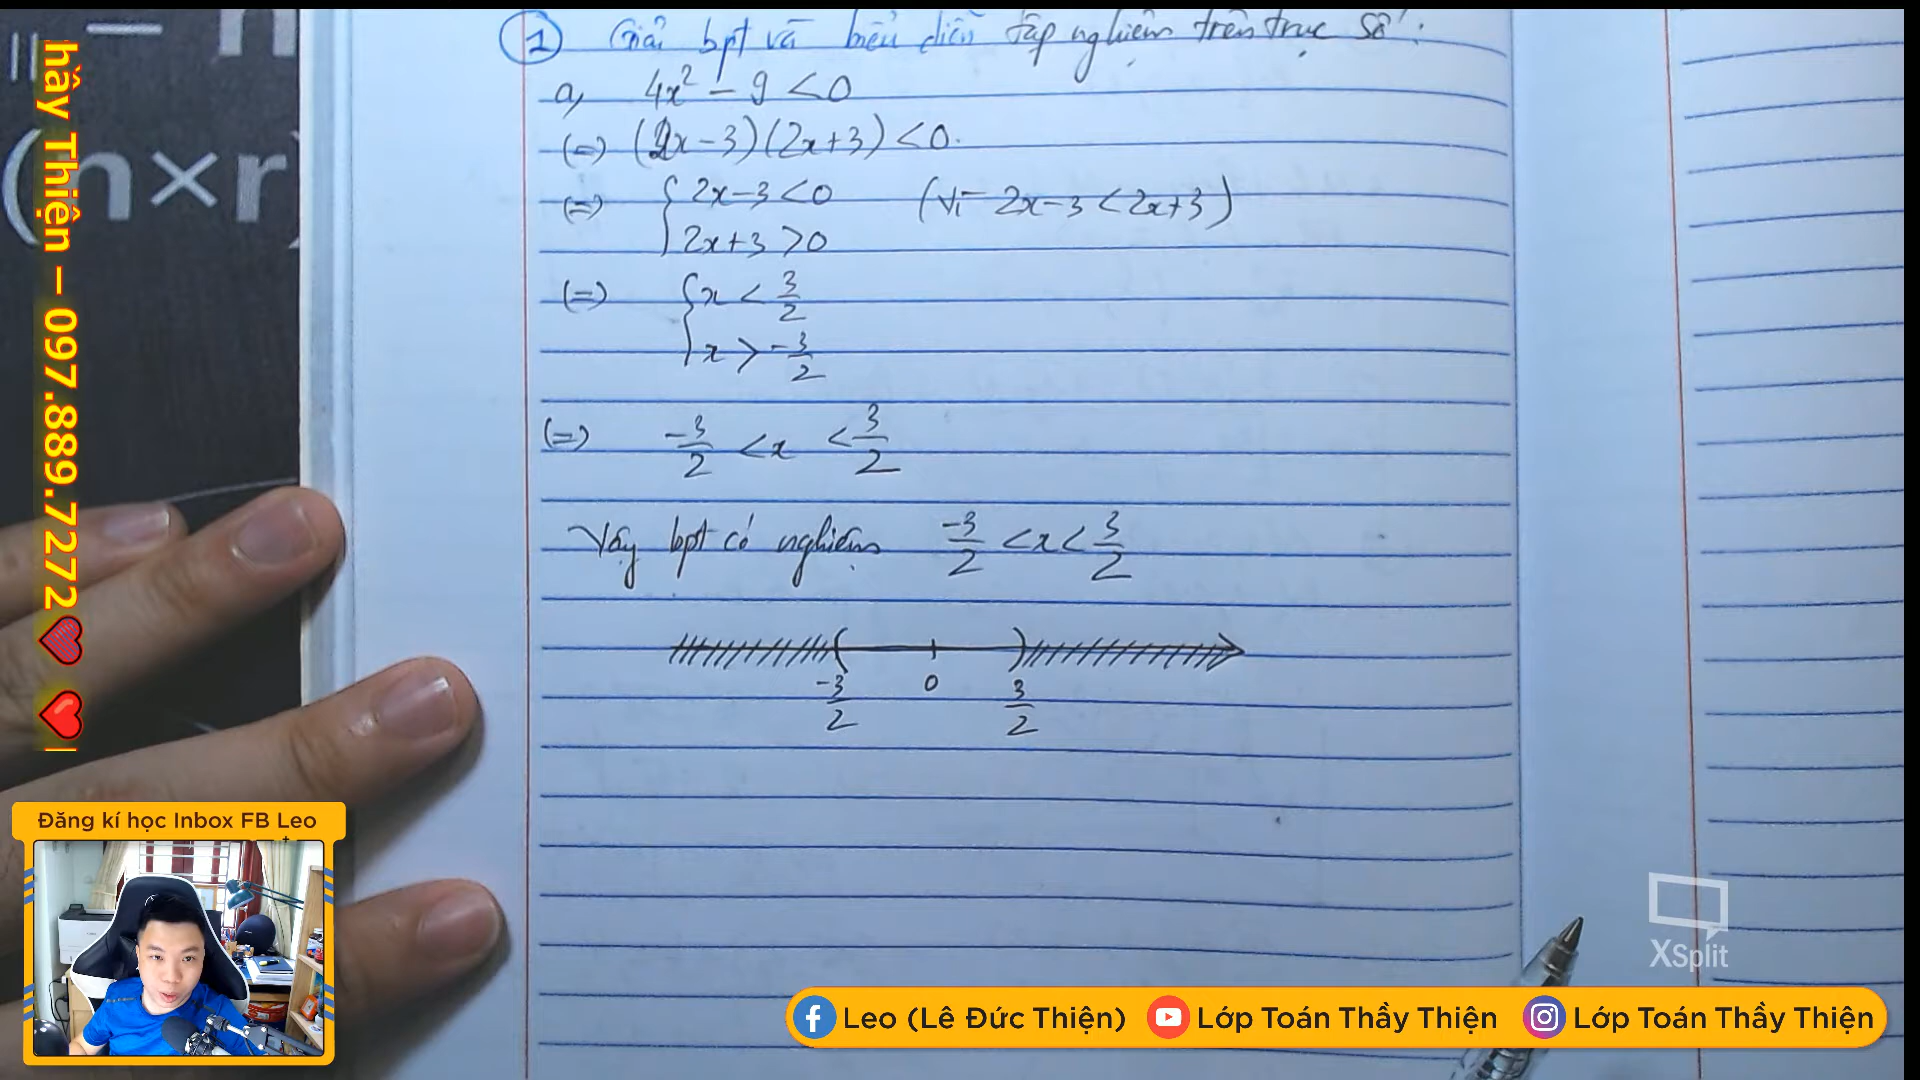 ① Giải bpt và biểu diễn tập nghiệm trên trục số:
a, 4x² - 9 < 0
(=) (2x - 3)(2x + 3) < 0.
(=) { 2x - 3 < 0 (Vì 2x - 3 < 2x + 3)
2x + 3 > 0
(=) { x < 3/2
x > -3/2
(=) -3/2 < x < 3/2
Vậy bpt có nghiệm -3/2 < x < 3/2
-3/2 0 3/2
(n×r)
hầy Thiện – 097.889.7272
Đăng kí học Inbox FB Leo
XSplit
Leo (Lê Đức Thiện) Lớp Toán Thầy Thiện Lớp Toán Thầy Thiện